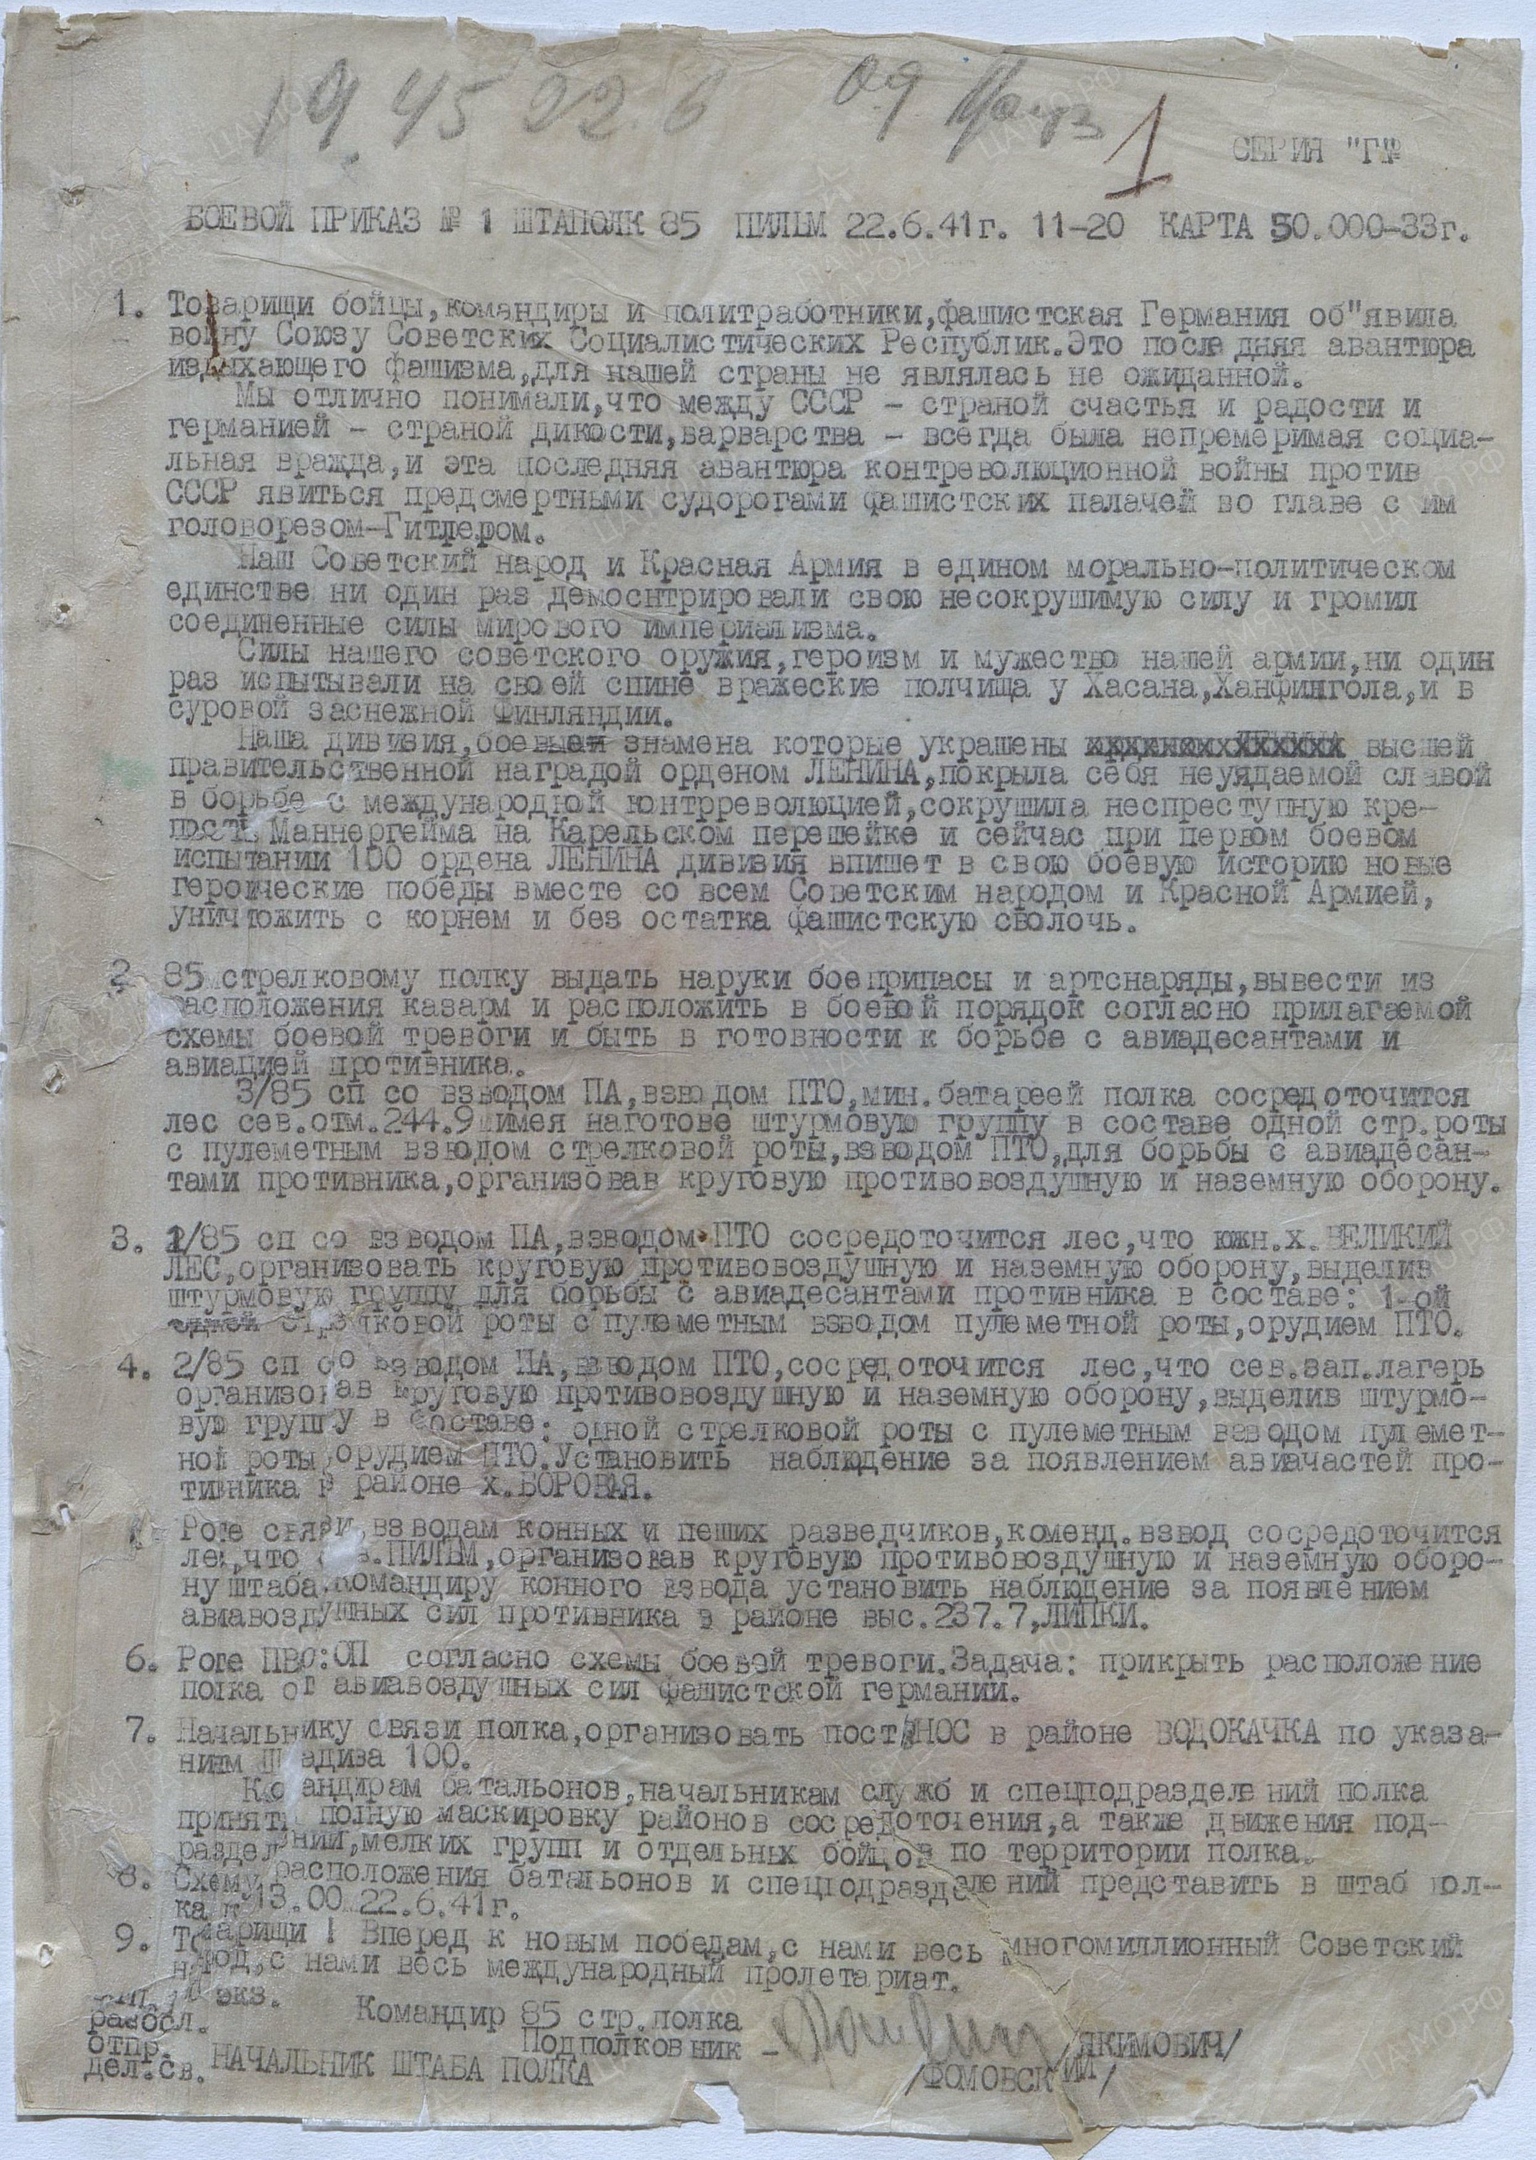 19 45 22.6 09
1
СЕРИЯ "Г"
БОЕВОЙ ПРИКАЗ № 1 ШТАПОЛК 85 ПИЛЬМ 22.6.41г. 11-20 КАРТА 50.000-33г.
1. Товарищи бойцы,командиры и политработники,фашистская Германия об"явила
войну Союзу Советских Социалистических Республик.Это последняя авантюра
издыхающего фашизма,для нашей страны не являлась не ожиданной.
Мы отлично понимали,что между СССР - страной счастья и радости и
германией - страной дикости,варварства - всегда была непремеримая социа-
льная вражда,и эта последняя авантюра контреволюционной войны против
СССР явиться предсмертными судорогами фашистских палачей во главе с им
головорезом-Гитлером.
Наш Советский народ и Красная Армия в едином морально-политическом
единстве ни один раз демоснтрировали свою несокрушимую силу и громил
соединенные силы мирового империализма.
Силы нашего советского оружия,героизм и мужество нашей армии,ни один
раз испытывали на своей спине вражеские полчища у Хасана,Ханфингола,и в
суровой заснежной Финляндии.
Наша дивизия,боевыея знамена которые украшены высшей
правительственной наградой орденом ЛЕНИНА,покрыла себя неуядаемой славой
в борьбе с международной контрреволюцией,сокрушила неспреступную кре-
пость Маннергейма на Карельском перешейке и сейчас при первом боевом
испытании 100 ордена ЛЕНИНА дивизия впишет в свою боевую историю новые
героические победы вместе со всем Советским народом и Красной Армией,
уничтожить с корнем и без остатка фашистскую сволочь.
2 85 стрелковому полку выдать наруки боеприпасы и артснаряды,вывести из
расположения казарм и расположить в боевой порядок согласно прилагаемой
схемы боевой тревоги и быть в готовности к борьбе с авиадесантами и
авиацией противника.
3/85 сп со взводом ПА,взводом ПТО,мин.батареей полка сосредоточится
лес сев.отм.244.9 имея наготове штурмовую группу в составе одной стр.роты
с пулеметным взводом стрелковой роты,взводом ПТО,для борьбы с авиадесан-
тами противника,организовав круговую противовоздушную и наземную оборону.
3. 1/85 сп со взводом ПА,взводом ПТО сосредоточится лес,что южн.х.ВЕЛИКИЙ
ЛЕС,организовать круговую противовоздушную и наземную оборону,выделив
штурмовую группу для борьбы с авиадесантами противника в составе: 1-ой
одной стрелковой роты с пулеметным взводом пулеметной роты,орудием ПТО.
4. 2/85 сп со взводом ПА,взводом ПТО,сосредоточится лес,что сев.зап.лагерь
организовав круговую противовоздушную и наземную оборону,выделив штурмо-
вую группу в составе: одной стрелковой роты с пулеметным взводом пулемет-
ной роты,орудием ПТО.Установить наблюдение за появлением авиачастей про-
тивника в районе х.БОРОВАЯ.
Роте связи,взводам конных и пеших разведчиков,коменд.взвод сосредоточится
лес,что сев.ПИЛЬМ,организовав круговую противовоздушную и наземную оборо-
ну штаба.Командиру конного взвода установить наблюдение за появлением
авиавоздушных сил противника в районе выс.237.7,ЛИПКИ.
6. Роте ПВО:ОП согласно схемы боевой тревоги.Задача: прикрыть расположение
полка от авиавоздушных сил фашистской германии.
7. Начальнику связи полка,организовать пост ВНОС в районе ВОДОКАЧКА по указа-
ниям Штадива 100.
Командирам батальонов,начальникам служб и спецподразделений полка
принять полную маскировку районов сосредоточения,а также движения под-
разделений,мелких групп и отдельных бойцов по территории полка.
8. Схему расположения батальонов и спецподразделений представить в штаб пол-
ка к 13.00 22.6.41г.
9. Товарищи ! Вперед к новым победам,с нами весь многомиллионный Советский
народ,с нами весь международный пролетариат.
экз.
разосл. Командир 85 стр.полка
отпр. Подполковник - /ЯКИМОВИЧ/
дел.св. НАЧАЛЬНИК ШТАБА ПОЛКА /ФОМОВСКИЙ/